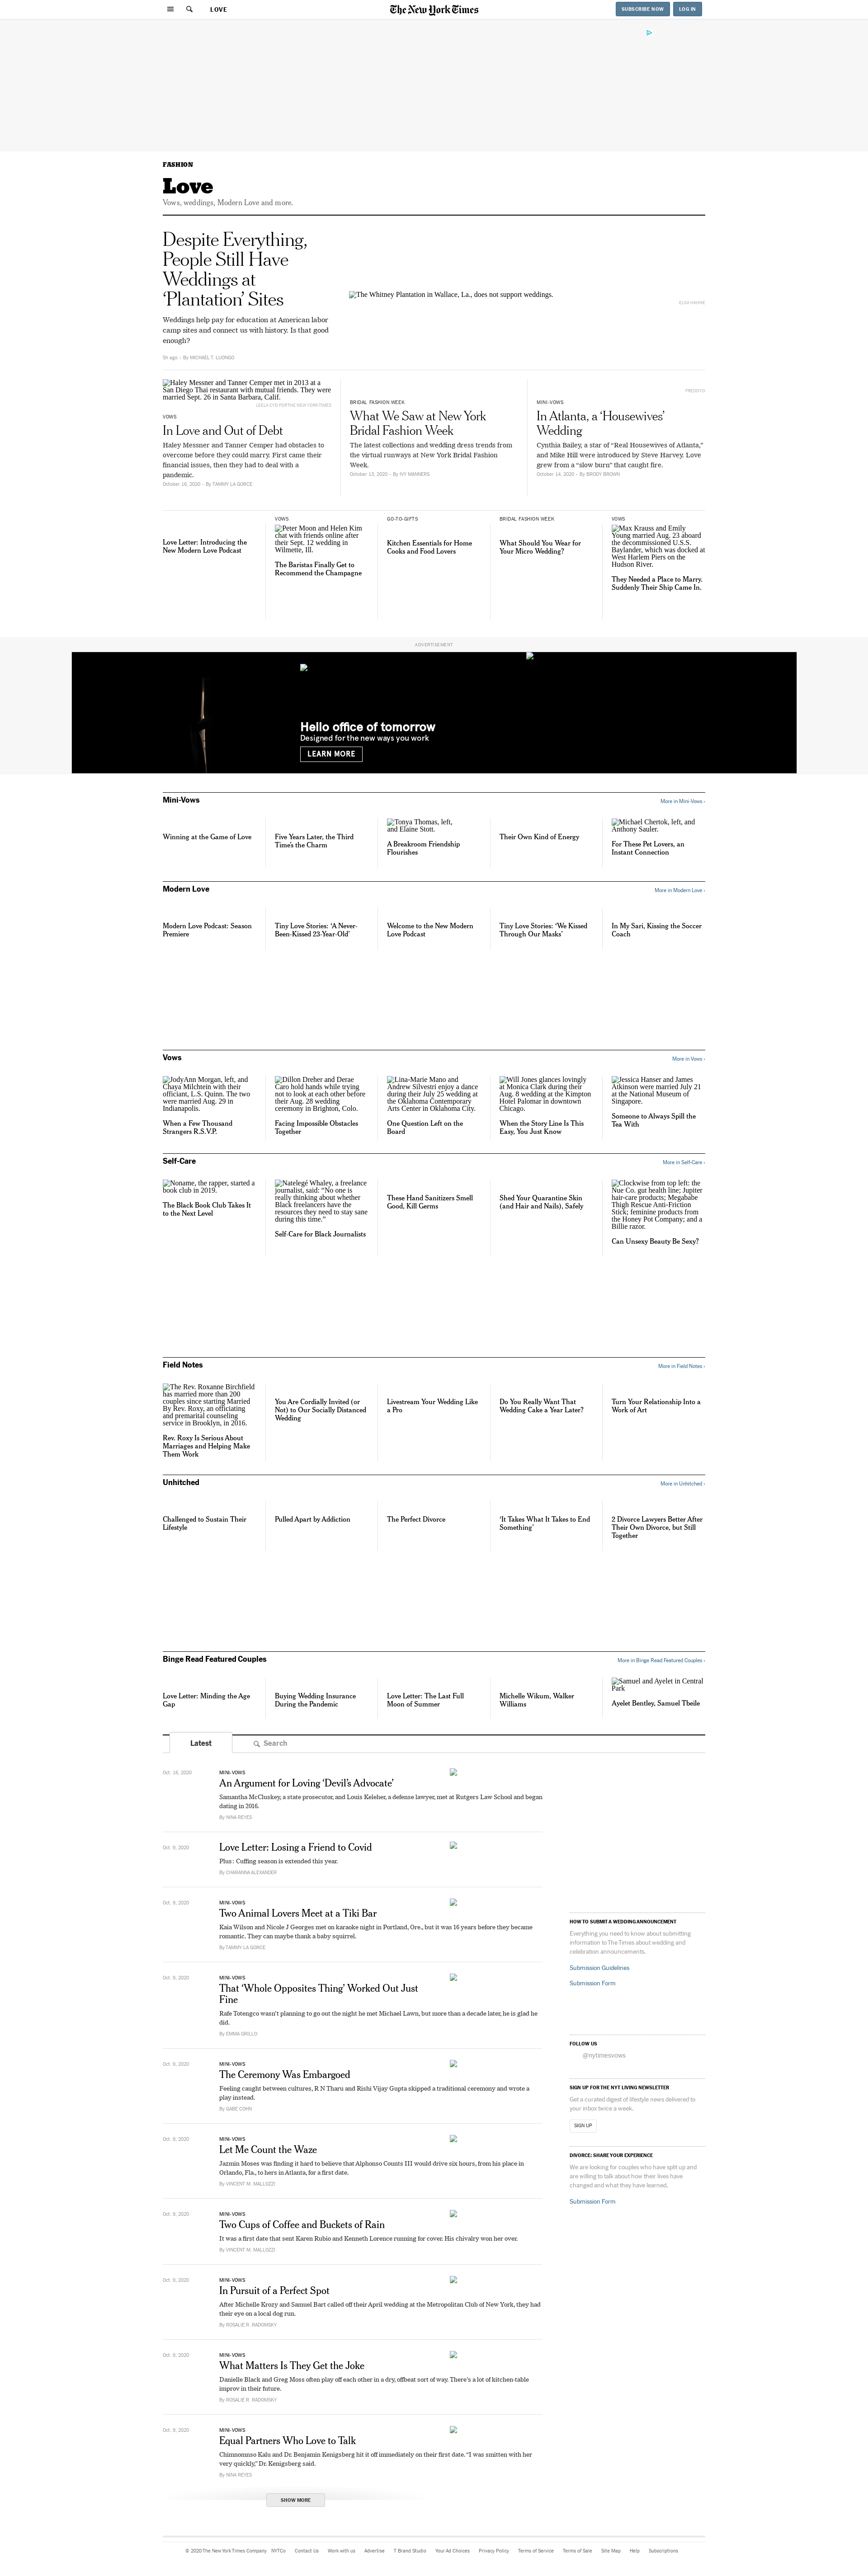 LOVE
The New York Times
SUBSCRIBE NOW
LOG IN
FASHION
Love
Vows, weddings, Modern Love and more.
Despite Everything,
People Still Have
Weddings at
‘Plantation’ Sites
Weddings help pay for education at American labor
camp sites and connect us with history. Is that good
enough?
5h ago – By MICHAEL T. LUONGO
The Whitney Plantation in Wallace, La., does not support weddings.
Haley Messner and Tanner Cemper met in 2013 at a
San Diego Thai restaurant with mutual friends. They were
married Sept. 26 in Santa Barbara, Calif.
VOWS
In Love and Out of Debt
Haley Messner and Tanner Cemper had obstacles to
overcome before they could marry. First came their
financial issues, then they had to deal with a
pandemic.
October 16, 2020 – By TAMMY LA GORCE
BRIDAL FASHION WEEK
What We Saw at New York
Bridal Fashion Week
The latest collections and wedding dress trends from
the virtual runways at New York Bridal Fashion
Week.
October 15, 2020 – By IVY MANNERS
MINI-VOWS
In Atlanta, a ‘Housewives’
Wedding
Cynthia Bailey, a star of “Real Housewives of Atlanta,”
and Mike Hill were introduced by Steve Harvey. Love
grew from a “slow burn” that caught fire.
October 14, 2020 – By BRODY BROWN
Love Letter: Introducing the
New Modern Love Podcast
VOWS
Peter Moon and Helen Kim
chat with friends online after
their Sept. 12 wedding in
Wilmette, Ill.
The Baristas Finally Get to
Recommend the Champagne
GO-TO-GIFTS
Kitchen Essentials for Home
Cooks and Food Lovers
BRIDAL FASHION WEEK
What Should You Wear for
Your Micro Wedding?
VOWS
Max Krauss and Emily
Young married Aug. 23 aboard
the decommissioned U.S.S.
Baylander, which was docked at
West Harlem Piers on the
Hudson River.
They Needed a Place to Marry.
Suddenly Their Ship Came In.
ADVERTISEMENT
Hello office of tomorrow
Designed for the new ways you work
LEARN MORE
Mini-Vows
More in Mini-Vows ›
Winning at the Game of Love
Five Years Later, the Third
Time’s the Charm
Tonya Thomas, left,
and Elaine Stott.
A Breakroom Friendship
Flourishes
Their Own Kind of Energy
Michael Chertok, left, and
Anthony Sauler.
For These Pet Lovers, an
Instant Connection
Modern Love
More in Modern Love ›
Modern Love Podcast: Season
Premiere
Tiny Love Stories: ‘A Never-
Been-Kissed 23-Year-Old’
Welcome to the New Modern
Love Podcast
Tiny Love Stories: ‘We Kissed
Through Our Masks’
In My Sari, Kissing the Soccer
Coach
Vows
More in Vows ›
JodyAnn Morgan, left, and
Chaya Milchtein with their
officiant, L.S. Quinn. The two
were married Aug. 29 in
Indianapolis.
When a Few Thousand
Strangers R.S.V.P.
Dillon Dreher and Derae
Caro hold hands while trying
not to look at each other before
their Aug. 28 wedding
ceremony in Brighton, Colo.
Facing Impossible Obstacles
Together
Lina-Marie Mano and
Andrew Silvestri enjoy a dance
during their July 25 wedding at
the Oklahoma Contemporary
Arts Center in Oklahoma City.
One Question Left on the
Board
Will Jones glances lovingly
at Monica Clark during their
Aug. 8 wedding at the Kimpton
Hotel Palomar in downtown
Chicago.
When the Story Line Is This
Easy, You Just Know
Jessica Hanser and James
Atkinson were married July 21
at the National Museum of
Singapore.
Someone to Always Spill the
Tea With
Self-Care
More in Self-Care ›
Noname, the rapper, started a
book club in 2019.
The Black Book Club Takes It
to the Next Level
Natelegé Whaley, a freelance
journalist, said: “No one is
really thinking about whether
Black freelancers have the
resources they need to stay sane
during this time.”
Self-Care for Black Journalists
These Hand Sanitizers Smell
Good, Kill Germs
Shed Your Quarantine Skin
(and Hair and Nails), Safely
Clockwise from top left: the
Nue Co. gut health line; Jupiter
hair-care products; Megababe
Thigh Rescue Anti-Friction
Stick; feminine products from
the Honey Pot Company; and a
Billie razor.
Can Unsexy Beauty Be Sexy?
Field Notes
More in Field Notes ›
The Rev. Roxanne Birchfield
has married more than 200
couples since starting Married
By Rev. Roxy, an officiating
and premarital counseling
service in Brooklyn, in 2016.
Rev. Roxy Is Serious About
Marriages and Helping Make
Them Work
You Are Cordially Invited (or
Not) to Our Socially Distanced
Wedding
Livestream Your Wedding Like
a Pro
Do You Really Want That
Wedding Cake a Year Later?
Turn Your Relationship Into a
Work of Art
Unhitched
More in Unhitched ›
Challenged to Sustain Their
Lifestyle
Pulled Apart by Addiction
The Perfect Divorce
‘It Takes What It Takes to End
Something’
2 Divorce Lawyers Better After
Their Own Divorce, but Still
Together
Binge Read Featured Couples
More in Binge Read Featured Couples ›
Love Letter: Minding the Age
Gap
Buying Wedding Insurance
During the Pandemic
Love Letter: The Last Full
Moon of Summer
Michelle Wikum, Walker
Williams
Samuel and Ayelet in Central
Park
Ayelet Bentley, Samuel Tbeile
Latest
Search
Oct. 16, 2020
MINI-VOWS
An Argument for Loving ‘Devil’s Advocate’
Samantha McCluskey, a state prosecutor, and Louis Keleher, a defense lawyer, met at Rutgers Law School and began
dating in 2016.
By NINA REYES
Oct. 9, 2020
Love Letter: Losing a Friend to Covid
Plus: Cuffing season is extended this year.
By CHARANNA ALEXANDER
Oct. 9, 2020
MINI-VOWS
Two Animal Lovers Meet at a Tiki Bar
Kaia Wilson and Nicole J Georges met on karaoke night in Portland, Ore., but it was 16 years before they became
romantic. They can maybe thank a baby squirrel.
By TAMMY LA GORCE
Oct. 9, 2020
MINI-VOWS
That ‘Whole Opposites Thing’ Worked Out Just
Fine
Rafe Totengco wasn’t planning to go out the night he met Michael Lawn, but more than a decade later, he is glad he
did.
By EMMA GRILLO
Oct. 9, 2020
MINI-VOWS
The Ceremony Was Embargoed
Feeling caught between cultures, R N Tharu and Rishi Vijay Gupta skipped a traditional ceremony and wrote a
play instead.
By GABE COHN
Oct. 9, 2020
MINI-VOWS
Let Me Count the Waze
Jazmin Moses was finding it hard to believe that Alphonso Counts III would drive six hours, from his place in
Orlando, Fla., to hers in Atlanta, for a first date.
By VINCENT M. MALLOZZI
Oct. 9, 2020
MINI-VOWS
Two Cups of Coffee and Buckets of Rain
It was a first date that sent Karen Rubio and Kenneth Lorence running for cover. His chivalry won her over.
By VINCENT M. MALLOZZI
Oct. 9, 2020
MINI-VOWS
In Pursuit of a Perfect Spot
After Michelle Krozy and Samuel Bart called off their April wedding at the Metropolitan Club of New York, they had
their eye on a local dog run.
By ROSALIE R. RADOMSKY
Oct. 9, 2020
MINI-VOWS
What Matters Is They Get the Joke
Danielle Black and Greg Moss often play off each other in a dry, offbeat sort of way. There’s a lot of kitchen-table
improv in their future.
By ROSALIE R. RADOMSKY
Oct. 9, 2020
MINI-VOWS
Equal Partners Who Love to Talk
Chimnomnso Kalu and Dr. Benjamin Kenigsberg hit it off immediately on their first date. “I was smitten with her
very quickly,” Dr. Kenigsberg said.
By NINA REYES
SHOW MORE
HOW TO SUBMIT A WEDDING ANNOUNCEMENT
Everything you need to know about submitting
information to The Times about wedding and
celebration announcements.
Submission Guidelines
Submission Form
FOLLOW US
@nytimesvows
SIGN UP FOR THE NYT LIVING NEWSLETTER
Get a curated digest of lifestyle news delivered to
your inbox twice a week.
SIGN UP
DIVORCE: SHARE YOUR EXPERIENCE
We are looking for couples who have split up and
are willing to talk about how their lives have
changed and what they have learned.
Submission Form
© 2020 The New York Times Company NYTCo Contact Us Work with us Advertise T Brand Studio Your Ad Choices Privacy Policy Terms of Service Terms of Sale Site Map Help Subscriptions